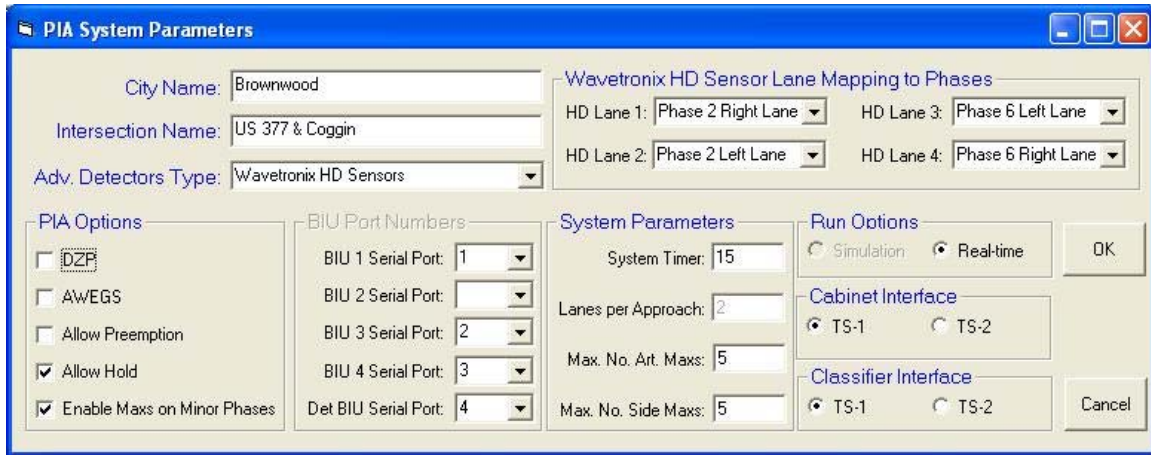 PIA System Parameters
City Name: Brownwood
Intersection Name: US 377 & Coggin
Adv. Detectors Type: Wavetronix HD Sensors
Wavetronix HD Sensor Lane Mapping to Phases
HD Lane 1: Phase 2 Right Lane
HD Lane 3: Phase 6 Left Lane
HD Lane 2: Phase 2 Left Lane
HD Lane 4: Phase 6 Right Lane
PIA Options
DZP
AWEGS
Allow Preemption
Allow Hold
Enable Maxs on Minor Phases
BIU Port Numbers
BIU 1 Serial Port: 1
BIU 2 Serial Port:
BIU 3 Serial Port: 2
BIU 4 Serial Port: 3
Det BIU Serial Port: 4
System Parameters
System Timer: 15
Lanes per Approach: 2
Max. No. Art. Maxs: 5
Max. No. Side Maxs: 5
Run Options
Simulation Real-time
Cabinet Interface
TS-1 TS-2
Classifier Interface
TS-1 TS-2
OK
Cancel